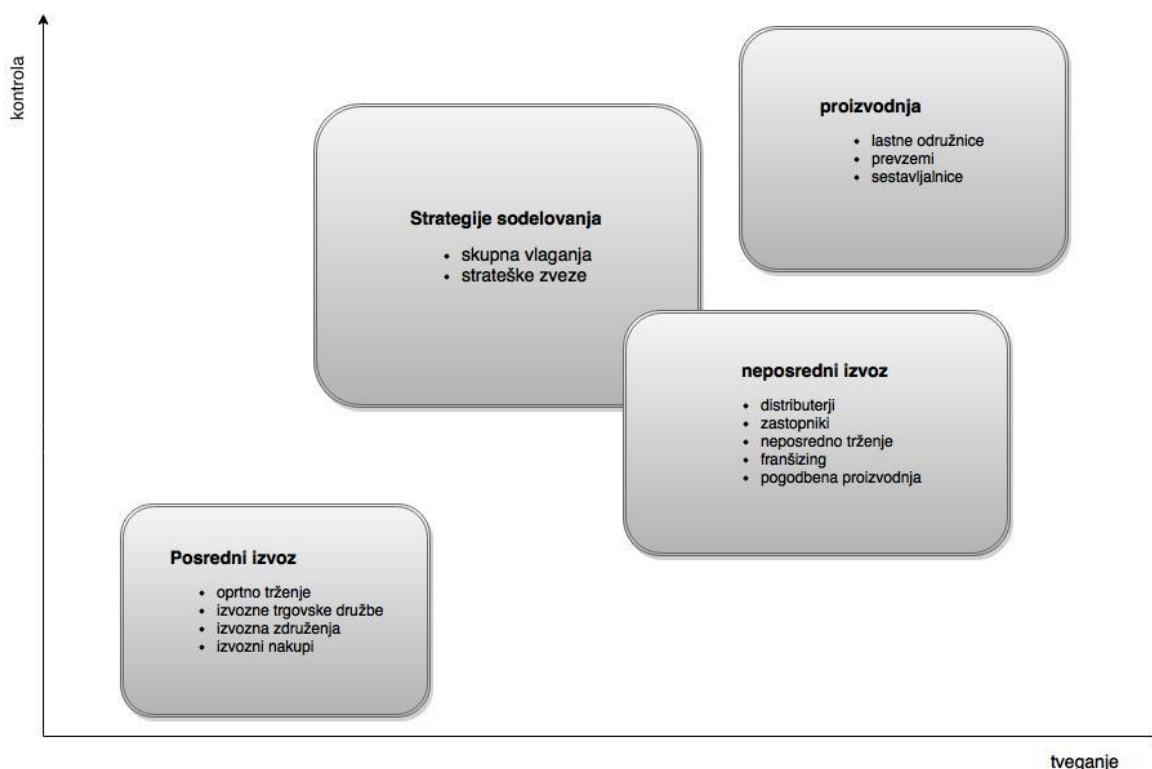 kontrola
proizvodnja
lastne odružnice
prevzemi
sestavljalnice
Strategije sodelovanja
skupna vlaganja
strateške zveze
neposredni izvoz
distributerji
zastopniki
neposredno trženje
franšizing
pogodbena proizvodnja
Posredni izvoz
oprtno trženje
izvozne trgovske družbe
izvozna združenja
izvozni nakupi
tveganje